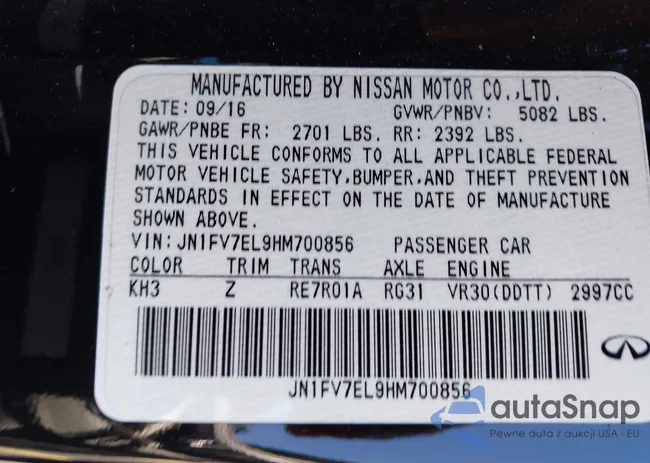 MANUFACTURED BY NISSAN MOTOR CO.,LTD.
DATE: 09/16 GVWR/PNBV: 5082 LBS.
GAWR/PNBE FR: 2701 LBS. RR: 2392 LBS.
THIS VEHICLE CONFORMS TO ALL APPLICABLE FEDERAL
MOTOR VEHICLE SAFETY,BUMPER,AND THEFT PREVENTION
STANDARDS IN EFFECT ON THE DATE OF MANUFACTURE
SHOWN ABOVE.
VIN: JN1FV7EL9HM700856 PASSENGER CAR
COLOR TRIM TRANS AXLE ENGINE
KH3 Z RE7R01A RG31 VR30(DDTT) 2997CC
JN1FV7EL9HM700856
autaSnap
Pewne auta z aukcji USA i EU